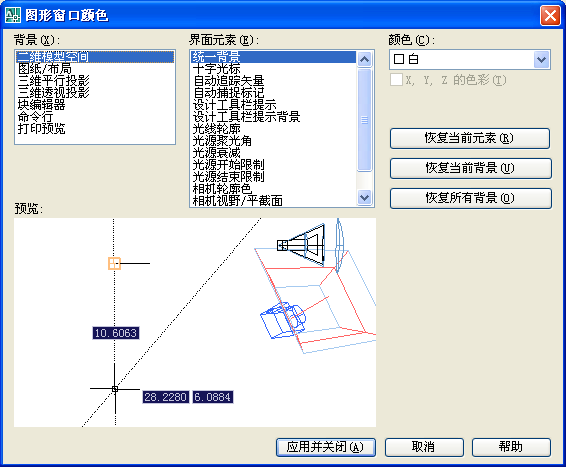 图形窗口颜色
背景(X):
二维模型空间
图纸/布局
三维平行投影
三维透视投影
块编辑器
命令行
打印预览
界面元素(E):
统一背景
十字光标
自动追踪矢量
自动捕捉标记
设计工具栏提示
设计工具栏提示背景
光线轮廓
光源聚光角
光源衰减
光源开始限制
光源结束限制
相机轮廓色
相机视野/平截面
颜色(C):
白
X, Y, Z 的色彩(T)
恢复当前元素(R)
恢复当前背景(U)
恢复所有背景(O)
预览:
10.6063
28.2280 6.0884
应用并关闭(A)
取消
帮助